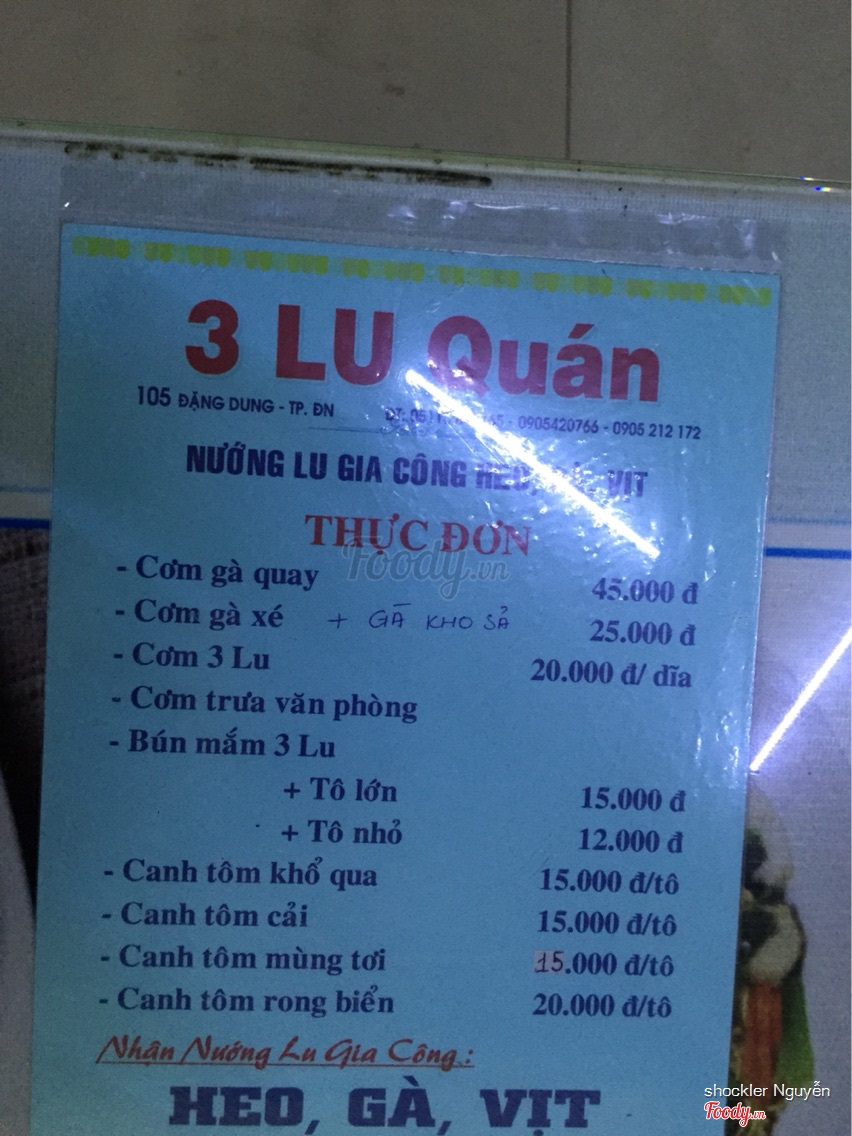 3 LU Quán
105 ĐẶNG DUNG - TP. ĐN - 0905420766 - 0905 212 172
NƯỚNG LU GIA CÔNG HEO, GÀ, VỊT
THỰC ĐƠN
Foody.vn
- Cơm gà quay 45.000 đ
- Cơm gà xé + GÀ KHO SẢ 25.000 đ
- Cơm 3 Lu 20.000 đ/ dĩa
- Cơm trưa văn phòng
- Bún mắm 3 Lu
+ Tô lớn 15.000 đ
+ Tô nhỏ 12.000 đ
- Canh tôm khổ qua 15.000 đ/tô
- Canh tôm cải 15.000 đ/tô
- Canh tôm mùng tơi 15.000 đ/tô
- Canh tôm rong biển 20.000 đ/tô
Nhận Nướng Lu Gia Công :
HEO, GÀ, VỊT
shockler Nguyễn
Foody.vn